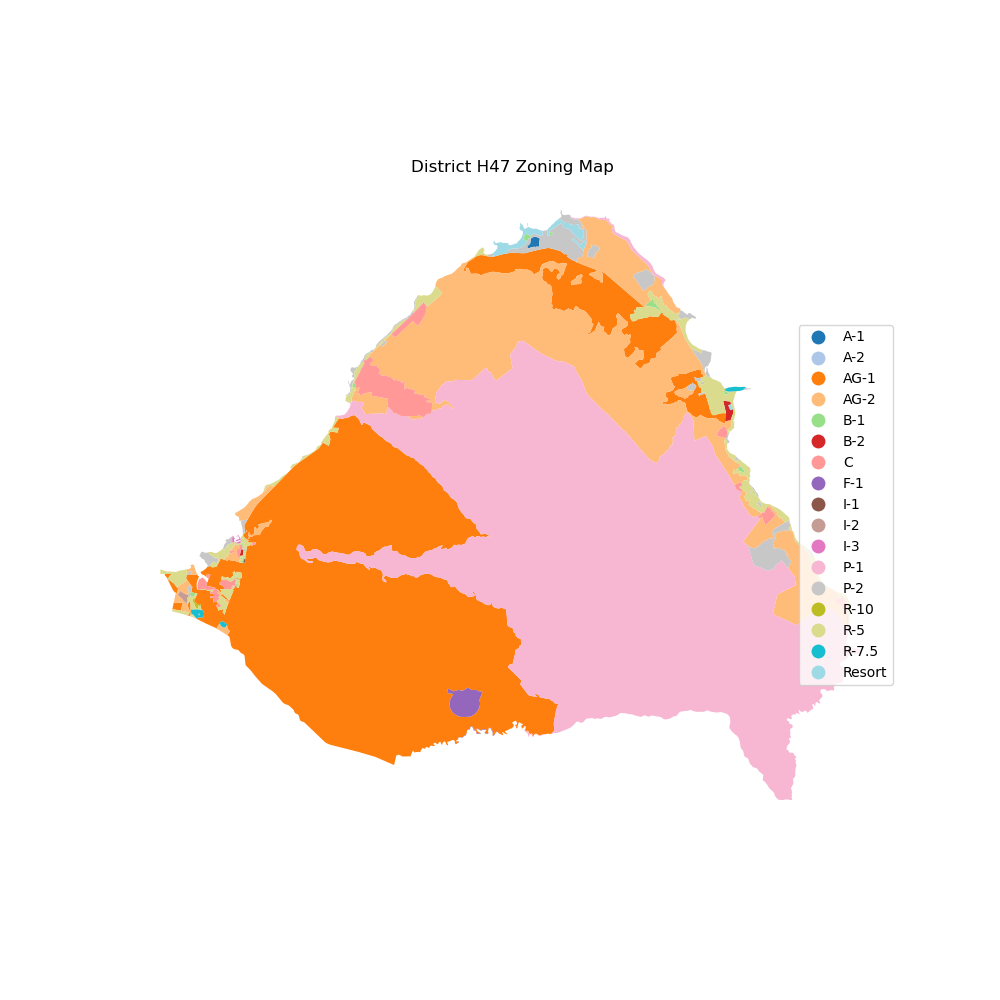 District H47 Zoning Map
A-1
A-2
AG-1
AG-2
B-1
B-2
C
F-1
I-1
I-2
I-3
P-1
P-2
R-10
R-5
R-7.5
Resort